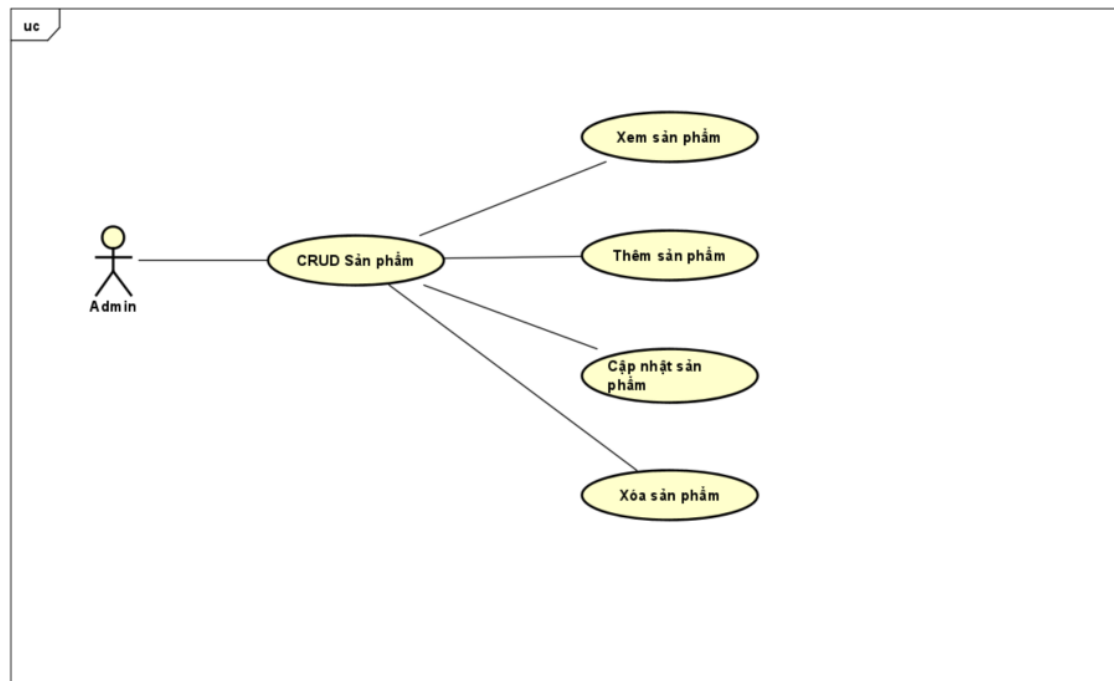 uc
Xem sản phẩm
Thêm sản phẩm
CRUD Sản phẩm
Admin
Cập nhật sản
phẩm
Xóa sản phẩm